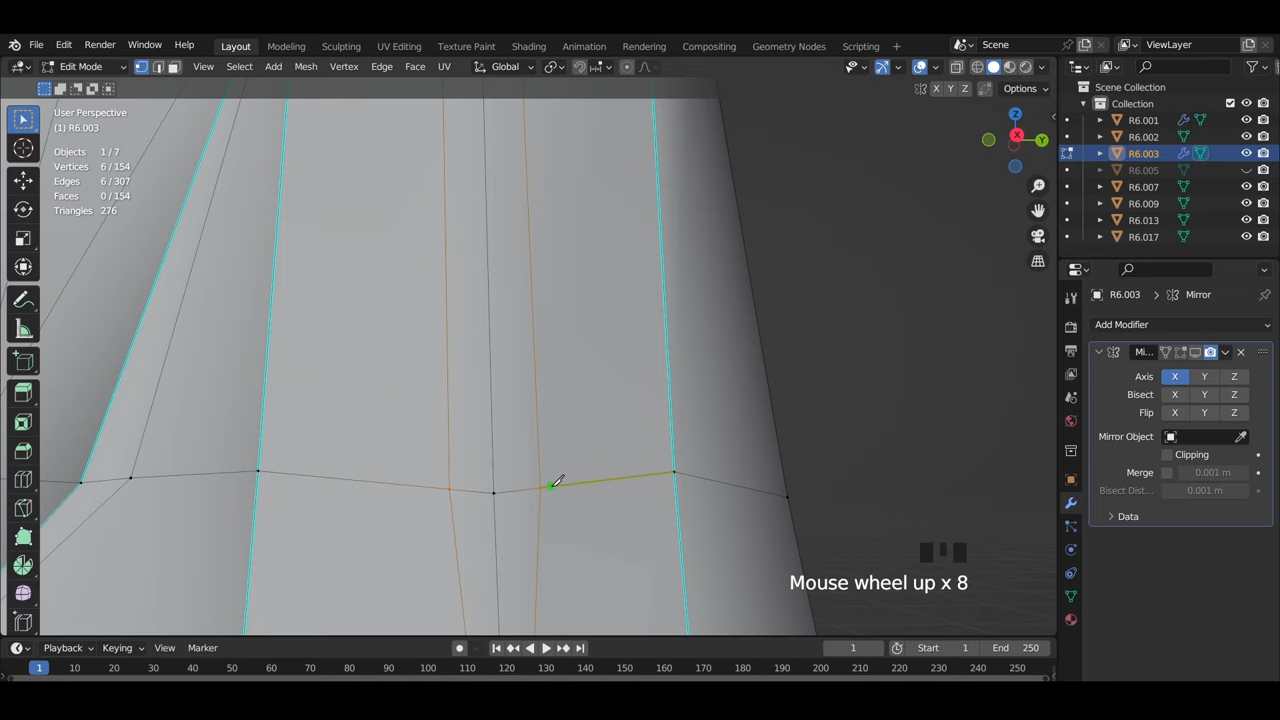 File Edit Render Window Help Layout Modeling Sculpting UV Editing Texture Paint Shading Animation Rendering Compositing Geometry Nodes Scripting + Scene ViewLayer
Edit Mode View Select Add Mesh Vertex Edge Face UV Global
X Y Z Options
Scene Collection
Collection
R6.001
R6.002
R6.003
R6.005
R6.007
R6.009
R6.013
R6.017
User Perspective
(1) R6.003
Objects 1/7
Vertices 6/154
Edges 6/307
Faces 0/154
Triangles 276
X
Y
Z
R6.003 > Mirror
Add Modifier
Mi...
Axis X Y Z
Bisect X Y Z
Flip X Y Z
Mirror Object
Clipping
Merge 0.001 m
Bisect Dist... 0.001 m
Data
Mouse wheel up x 8
Playback Keying View Marker 1 Start 1 End 250
1 10 20 30 40 50 60 70 80 90 100 110 120 130 140 150 160 170 180 190 200 210 220 230 240 250